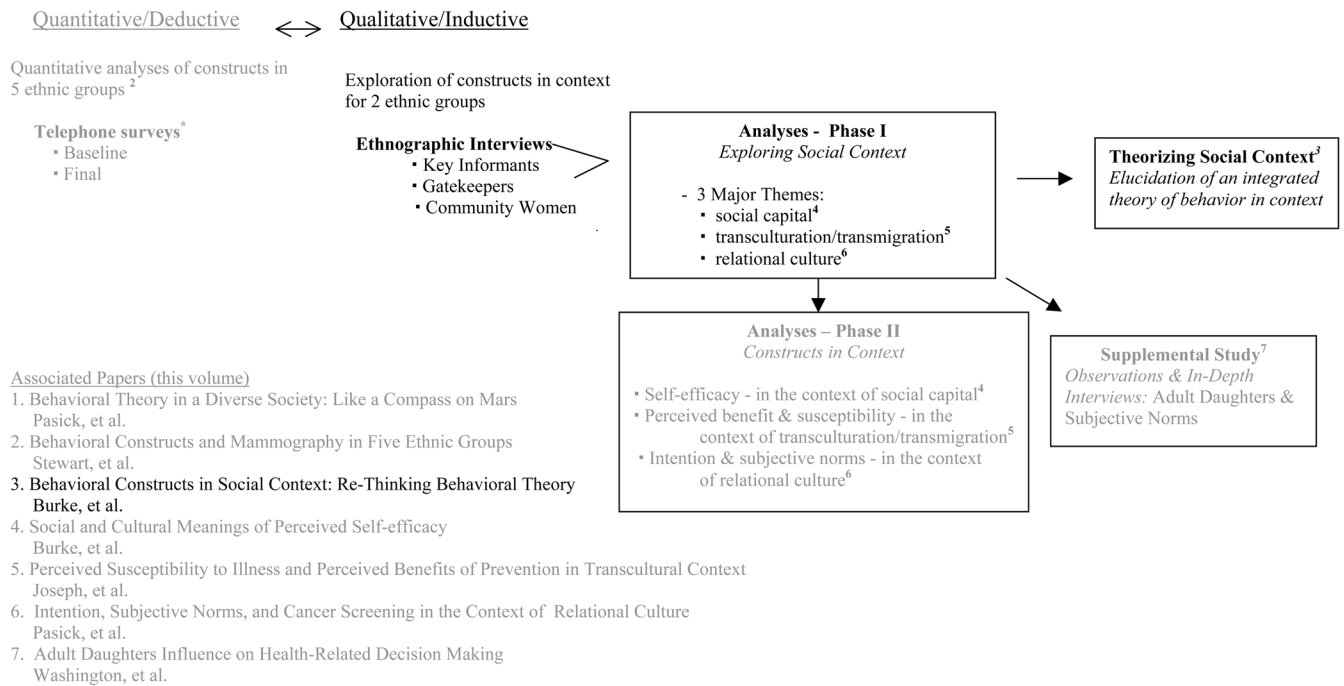 Quantitative/Deductive
Qualitative/Inductive
Quantitative analyses of constructs in
5 ethnic groups 2
Telephone surveys*
▪ Baseline
▪ Final
Exploration of constructs in context
for 2 ethnic groups
Ethnographic Interviews
▪ Key Informants
▪ Gatekeepers
▪ Community Women
Analyses - Phase I
Exploring Social Context
- 3 Major Themes:
▪ social capital4
▪ transculturation/transmigration5
▪ relational culture6
Theorizing Social Context3
Elucidation of an integrated
theory of behavior in context
Analyses – Phase II
Constructs in Context
▪ Self-efficacy - in the context of social capital4
▪ Perceived benefit & susceptibility - in the
context of transculturation/transmigration5
▪ Intention & subjective norms - in the context
of relational culture6
Supplemental Study7
Observations & In-Depth
Interviews: Adult Daughters &
Subjective Norms
Associated Papers (this volume)
1. Behavioral Theory in a Diverse Society: Like a Compass on Mars
Pasick, et al.
2. Behavioral Constructs and Mammography in Five Ethnic Groups
Stewart, et al.
3. Behavioral Constructs in Social Context: Re-Thinking Behavioral Theory
Burke, et al.
4. Social and Cultural Meanings of Perceived Self-efficacy
Burke, et al.
5. Perceived Susceptibility to Illness and Perceived Benefits of Prevention in Transcultural Context
Joseph, et al.
6. Intention, Subjective Norms, and Cancer Screening in the Context of Relational Culture
Pasick, et al.
7. Adult Daughters Influence on Health-Related Decision Making
Washington, et al.